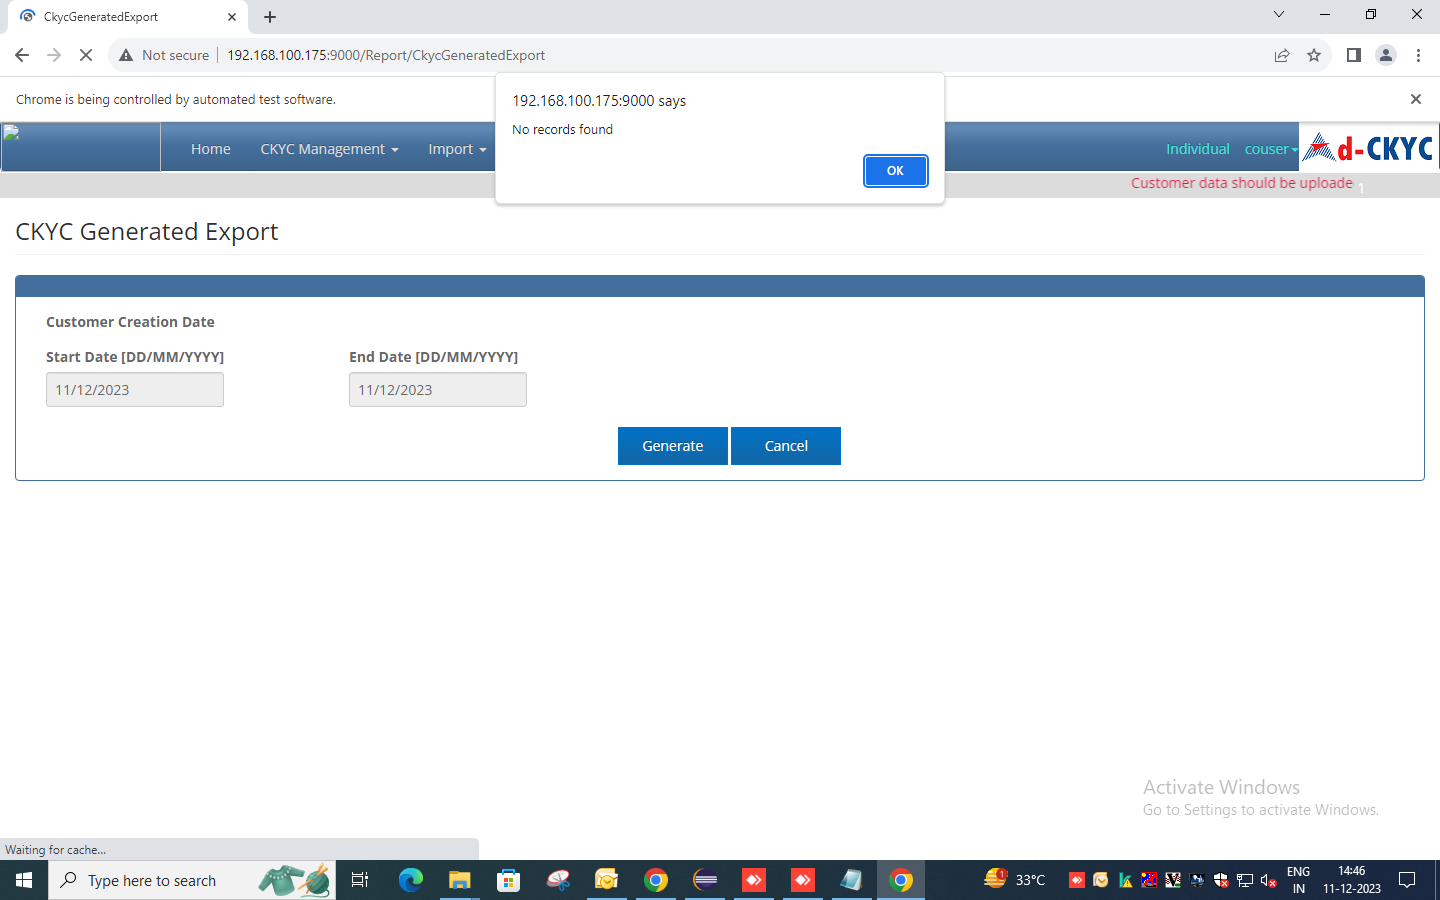 CkycGeneratedExport
Not secure
192.168.100.175:9000/Report/CkycGeneratedExport
Chrome is being controlled by automated test software.
192.168.100.175:9000 says
No records found
OK
Home
CKYC Management
Import
Individual
couser
d-CKYC
Customer data should be uploade
1
CKYC Generated Export
Customer Creation Date
Start Date [DD/MM/YYYY]
End Date [DD/MM/YYYY]
11/12/2023
11/12/2023
Generate
Cancel
Activate Windows
Go to Settings to activate Windows.
Waiting for cache...
Type here to search
1
33°C
ENG
IN
14:46
11-12-2023